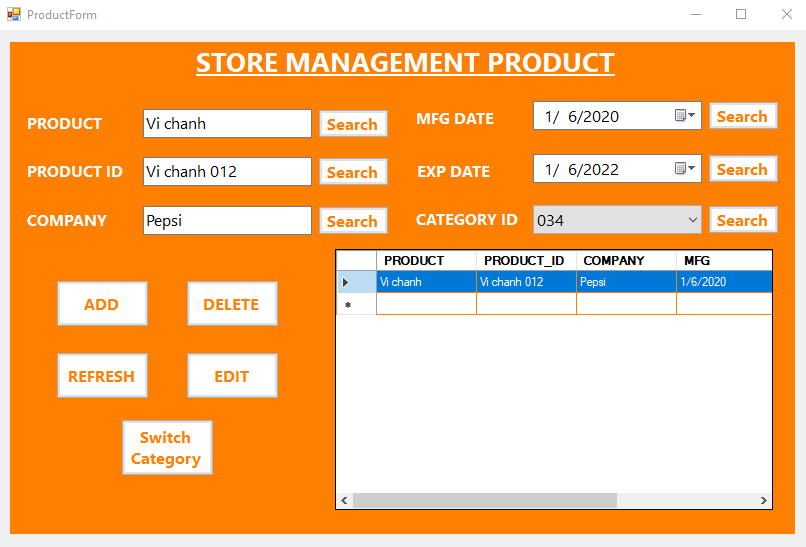 ProductForm
STORE MANAGEMENT PRODUCT
PRODUCT Vi chanh Search
MFG DATE 1/ 6/2020 Search
PRODUCT ID Vi chanh 012 Search
EXP DATE 1/ 6/2022 Search
COMPANY Pepsi Search
CATEGORY ID 034 Search
PRODUCT PRODUCT_ID COMPANY MFG
Vi chanh Vi chanh 012 Pepsi 1/6/2020
ADD DELETE
REFRESH EDIT
Switch
Category